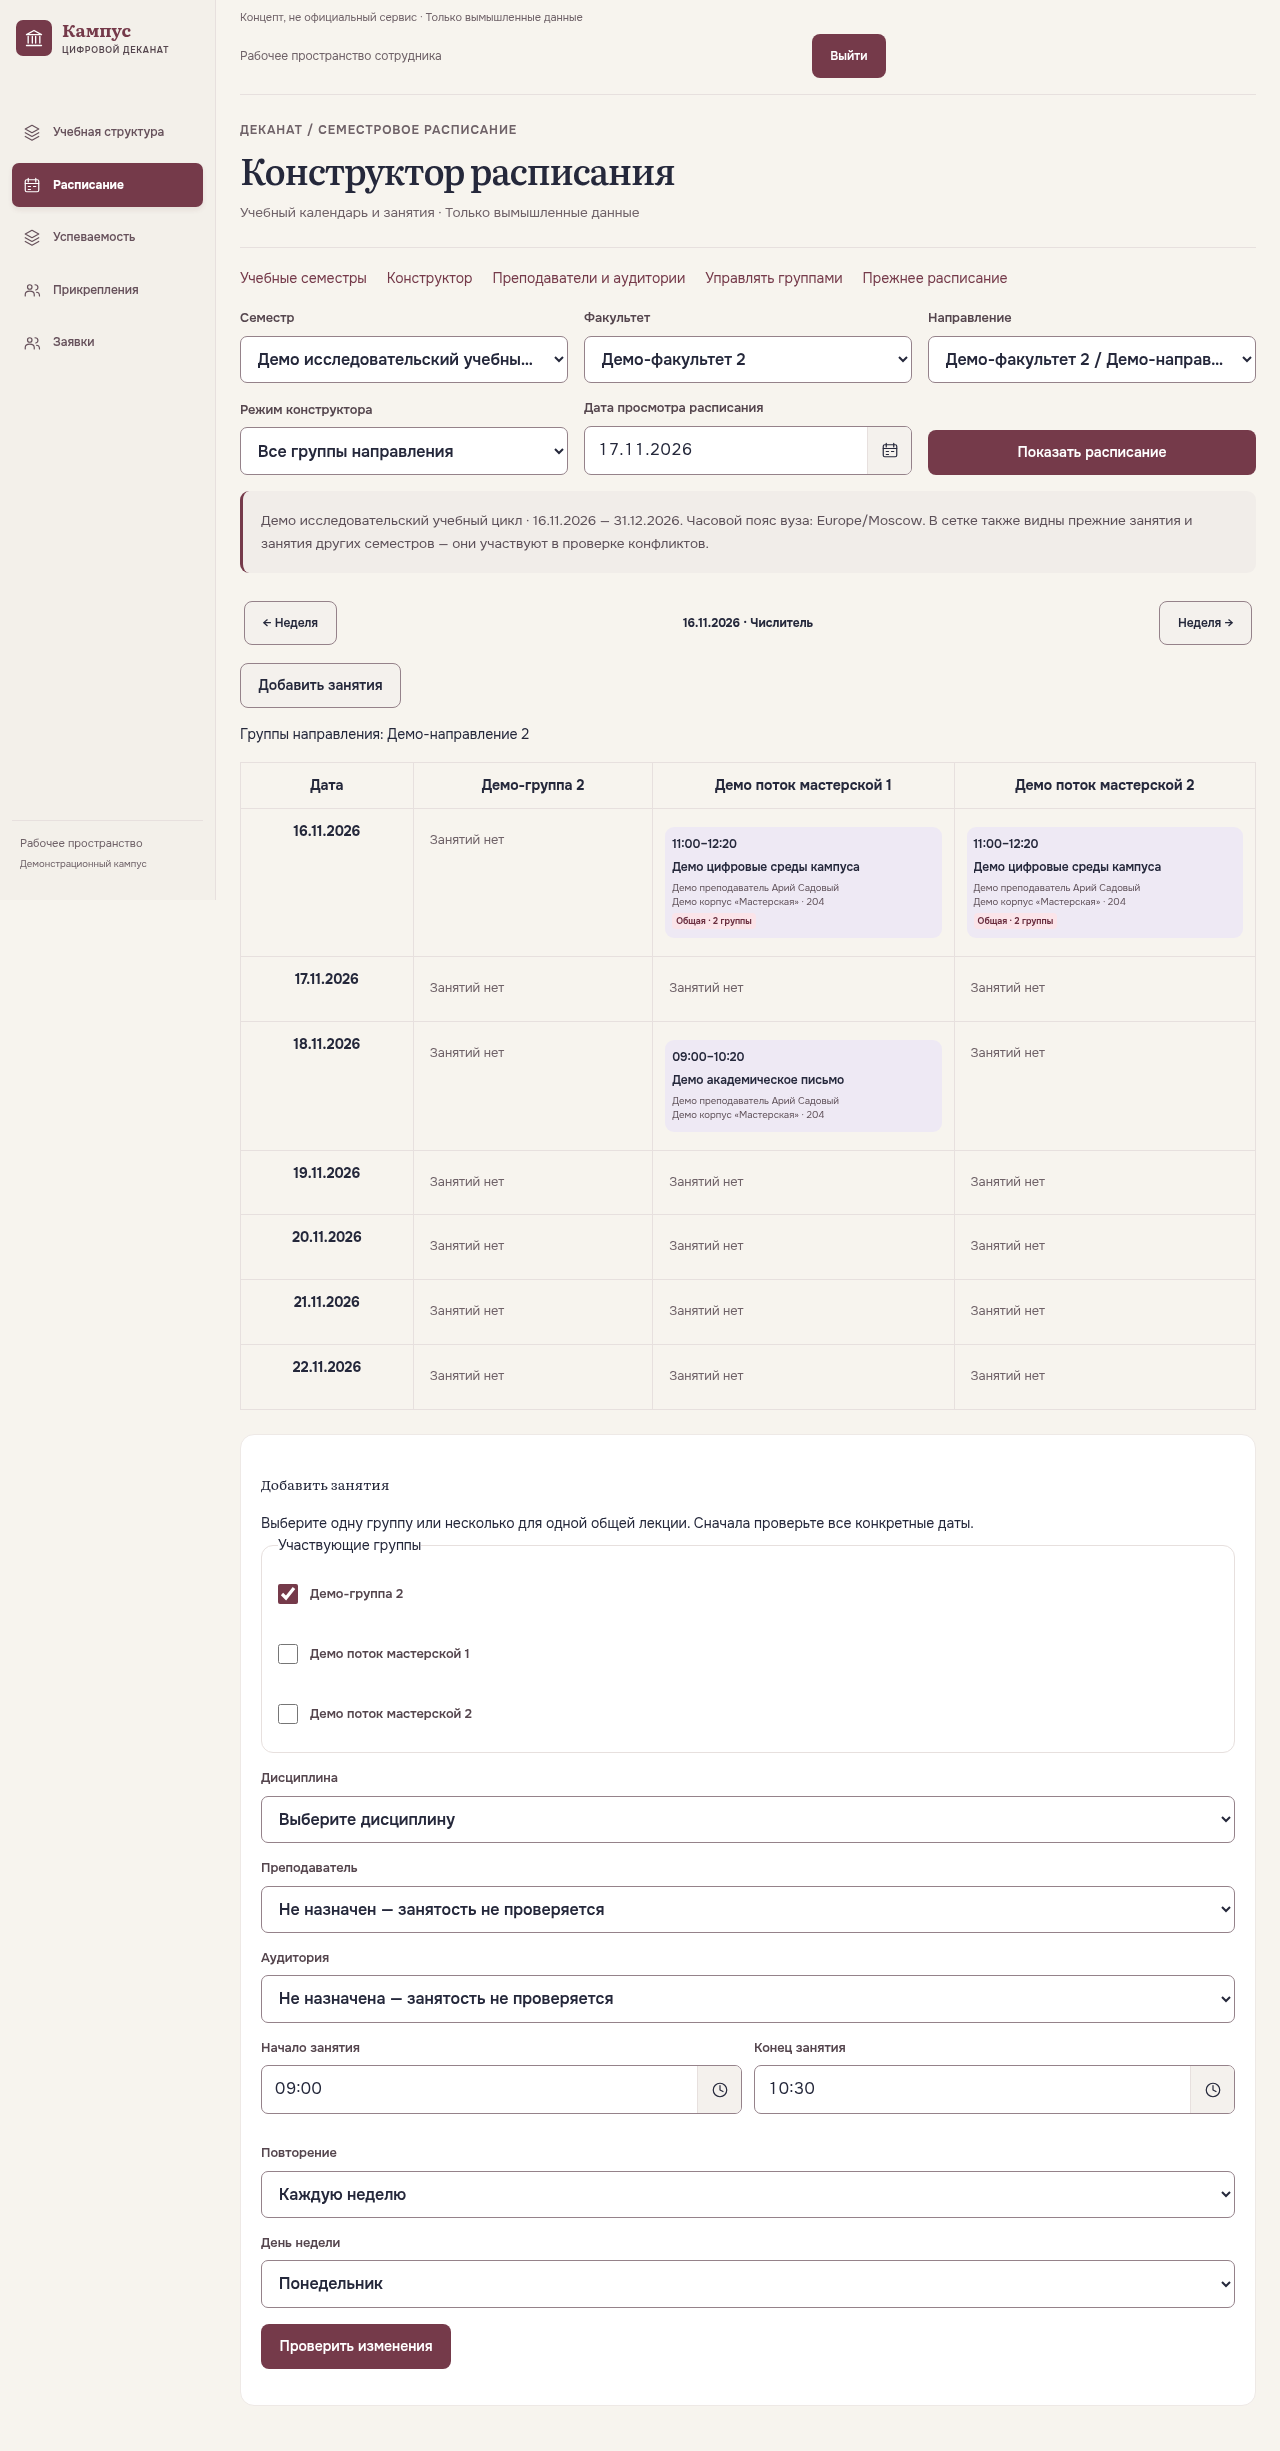 Кампус
ЦИФРОВОЙ ДЕКАНАТ
Учебная структура
Расписание
Успеваемость
Прикрепления
Заявки
Рабочее пространство
Демонстрационный кампус
Концепт, не официальный сервис · Только вымышленные данные
Рабочее пространство сотрудника
Выйти
ДЕКАНАТ / СЕМЕСТРОВОЕ РАСПИСАНИЕ
Конструктор расписания
Учебный календарь и занятия · Только вымышленные данные
Учебные семестры Конструктор Преподаватели и аудитории Управлять группами Прежнее расписание
Семестр Факультет Направление
Демо исследовательский учебны... Демо-факультет 2 Демо-факультет 2 / Демо-направ...
Режим конструктора Дата просмотра расписания
Все группы направления 17.11.2026 Показать расписание
Демо исследовательский учебный цикл · 16.11.2026 — 31.12.2026. Часовой пояс вуза: Europe/Moscow. В сетке также видны прежние занятия и
занятия других семестров — они участвуют в проверке конфликтов.
← Неделя 16.11.2026 · Числитель Неделя →
Добавить занятия
Группы направления: Демо-направление 2
Дата Демо-группа 2 Демо поток мастерской 1 Демо поток мастерской 2
16.11.2026 Занятий нет
11:00–12:20
Демо цифровые среды кампуса
Демо преподаватель Арий Садовый
Демо корпус «Мастерская» · 204
Общая · 2 группы
11:00–12:20
Демо цифровые среды кампуса
Демо преподаватель Арий Садовый
Демо корпус «Мастерская» · 204
Общая · 2 группы
17.11.2026 Занятий нет Занятий нет Занятий нет
18.11.2026 Занятий нет
09:00–10:20
Демо академическое письмо
Демо преподаватель Арий Садовый
Демо корпус «Мастерская» · 204
Занятий нет
19.11.2026 Занятий нет Занятий нет Занятий нет
20.11.2026 Занятий нет Занятий нет Занятий нет
21.11.2026 Занятий нет Занятий нет Занятий нет
22.11.2026 Занятий нет Занятий нет Занятий нет
Добавить занятия
Выберите одну группу или несколько для одной общей лекции. Сначала проверьте все конкретные даты.
Участвующие группы
Демо-группа 2
Демо поток мастерской 1
Демо поток мастерской 2
Дисциплина
Выберите дисциплину
Преподаватель
Не назначен — занятость не проверяется
Аудитория
Не назначена — занятость не проверяется
Начало занятия Конец занятия
09:00 10:30
Повторение
Каждую неделю
День недели
Понедельник
Проверить изменения